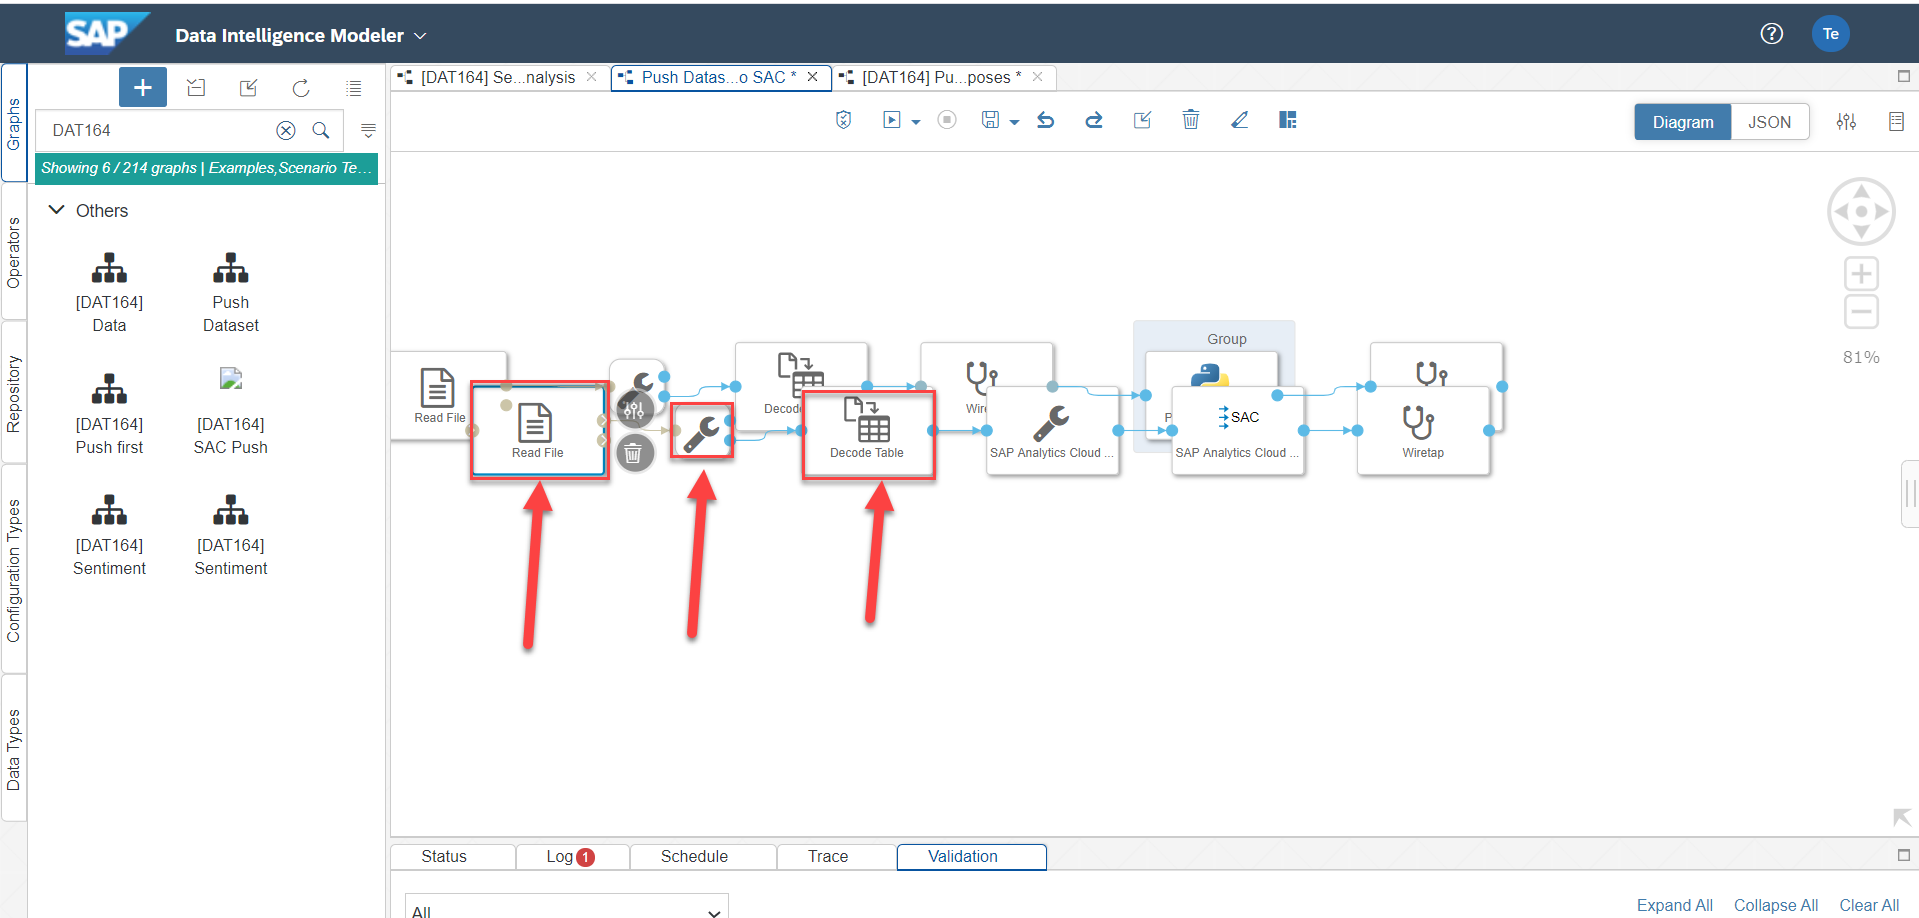 SAP
Data Intelligence Modeler
Te
Graphs
Operators
Repository
Configuration Types
Data Types
DAT164
Showing 6 / 214 graphs | Examples,Scenario Te...
Others
[DAT164]
Data
Push
Dataset
[DAT164]
Push first
[DAT164]
SAC Push
[DAT164]
Sentiment
[DAT164]
Sentiment
[DAT164] Se...nalysis
Push Datas...o SAC *
[DAT164] Pu...poses *
Diagram
JSON
81%
Read File
Read File
Decod
Decode Table
Wir
SAP Analytics Cloud ...
Group
P
SAC
SAP Analytics Cloud ...
Wiretap
Status
Log 1
Schedule
Trace
Validation
All
Expand All
Collapse All
Clear All